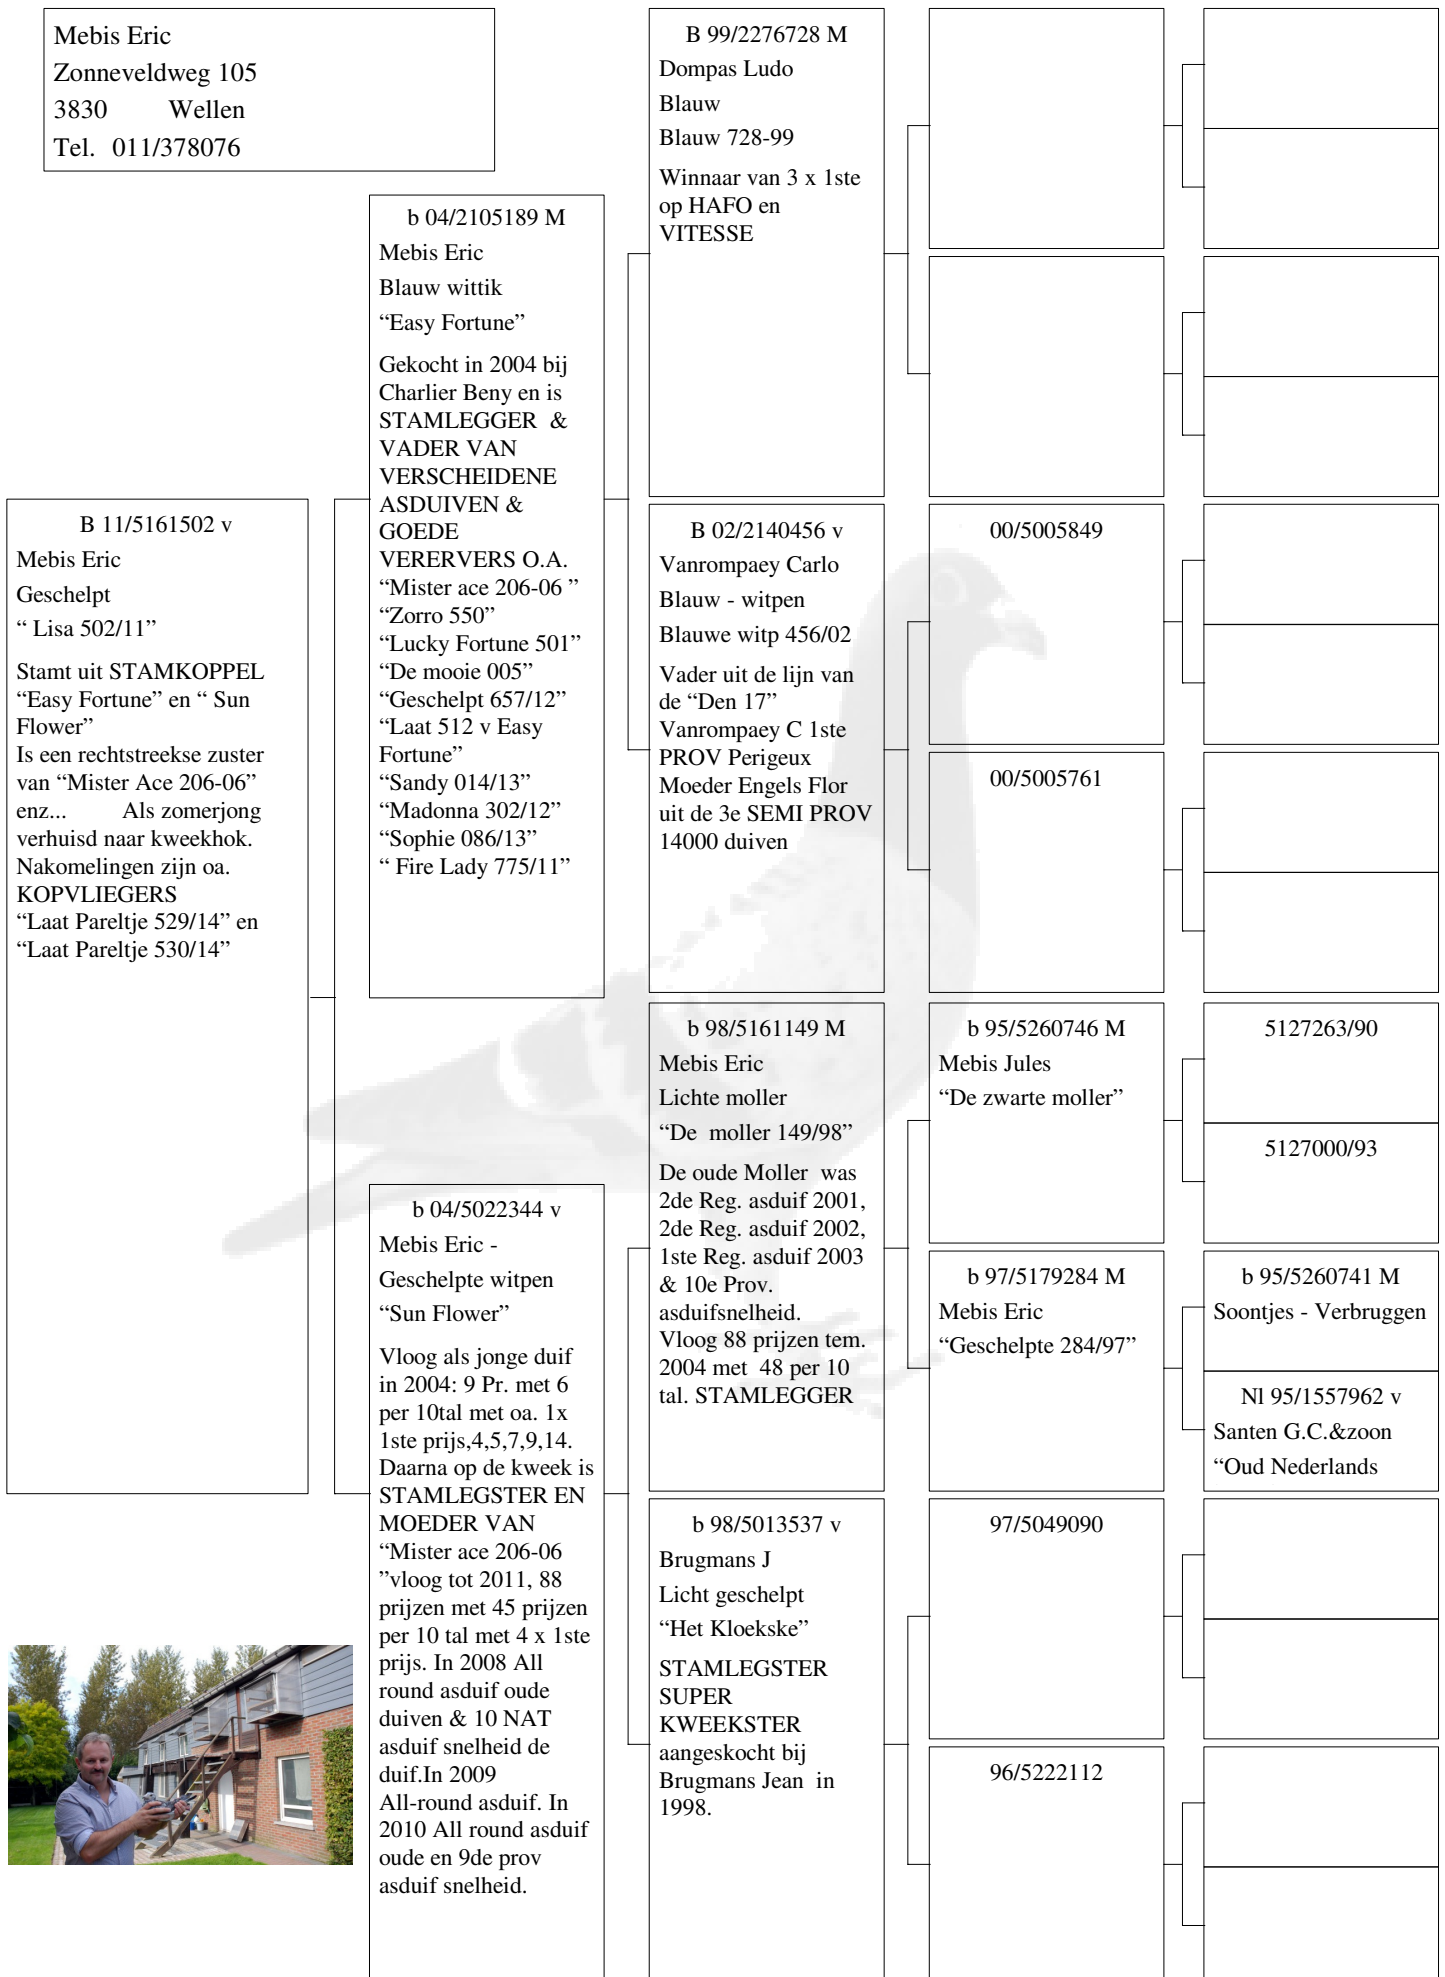 Mebis Eric
Zonneveldweg 105
3830 Wellen
Tel. 011/378076
B 11/5161502 v
Mebis Eric
Geschelpt
“ Lisa 502/11”
Stamt uit STAMKOPPEL
“Easy Fortune” en “ Sun
Flower”
Is een rechtstreekse zuster
van “Mister Ace 206-06”
enz... Als zomerjong
verhuisd naar kweekhok.
Nakomelingen zijn oa.
KOPVLIEGERS
“Laat Pareltje 529/14” en
“Laat Pareltje 530/14”
b 04/2105189 M
Mebis Eric
Blauw wittik
“Easy Fortune”
Gekocht in 2004 bij
Charlier Beny en is
STAMLEGGER &
VADER VAN
VERSCHEIDENE
ASDUIVEN &
GOEDE
VERERVERS O.A.
“Mister ace 206-06 ”
“Zorro 550”
“Lucky Fortune 501”
“De mooie 005”
“Geschelpt 657/12”
“Laat 512 v Easy
Fortune”
“Sandy 014/13”
“Madonna 302/12”
“Sophie 086/13”
“ Fire Lady 775/11”
b 04/5022344 v
Mebis Eric -
Geschelpte witpen
“Sun Flower”
Vloog als jonge duif
in 2004: 9 Pr. met 6
per 10tal met oa. 1x
1ste prijs,4,5,7,9,14.
Daarna op de kweek is
STAMLEGSTER EN
MOEDER VAN
“Mister ace 206-06
”vloog tot 2011, 88
prijzen met 45 prijzen
per 10 tal met 4 x 1ste
prijs. In 2008 All
round asduif oude
duiven & 10 NAT
asduif snelheid de
duif.In 2009
All-round asduif. In
2010 All round asduif
oude en 9de prov
asduif snelheid.
B 99/2276728 M
Dompas Ludo
Blauw
Blauw 728-99
Winnaar van 3 x 1ste
op HAFO en
VITESSE
B 02/2140456 v
Vanrompaey Carlo
Blauw - witpen
Blauwe witp 456/02
Vader uit de lijn van
de “Den 17”
Vanrompaey C 1ste
PROV Perigeux
Moeder Engels Flor
uit de 3e SEMI PROV
14000 duiven
b 98/5161149 M
Mebis Eric
Lichte moller
“De moller 149/98”
De oude Moller was
2de Reg. asduif 2001,
2de Reg. asduif 2002,
1ste Reg. asduif 2003
& 10e Prov.
asduifsnelheid.
Vloog 88 prijzen tem.
2004 met 48 per 10
tal. STAMLEGGER
b 98/5013537 v
Brugmans J
Licht geschelpt
“Het Kloekske”
STAMLEGSTER
SUPER
KWEEKSTER
aangeskocht bij
Brugmans Jean in
1998.
00/5005849
00/5005761
b 95/5260746 M
Mebis Jules
“De zwarte moller”
b 97/5179284 M
Mebis Eric
“Geschelpte 284/97”
97/5049090
96/5222112
5127263/90
5127000/93
b 95/5260741 M
Soontjes - Verbruggen
Nl 95/1557962 v
Santen G.C.&zoon
“Oud Nederlands